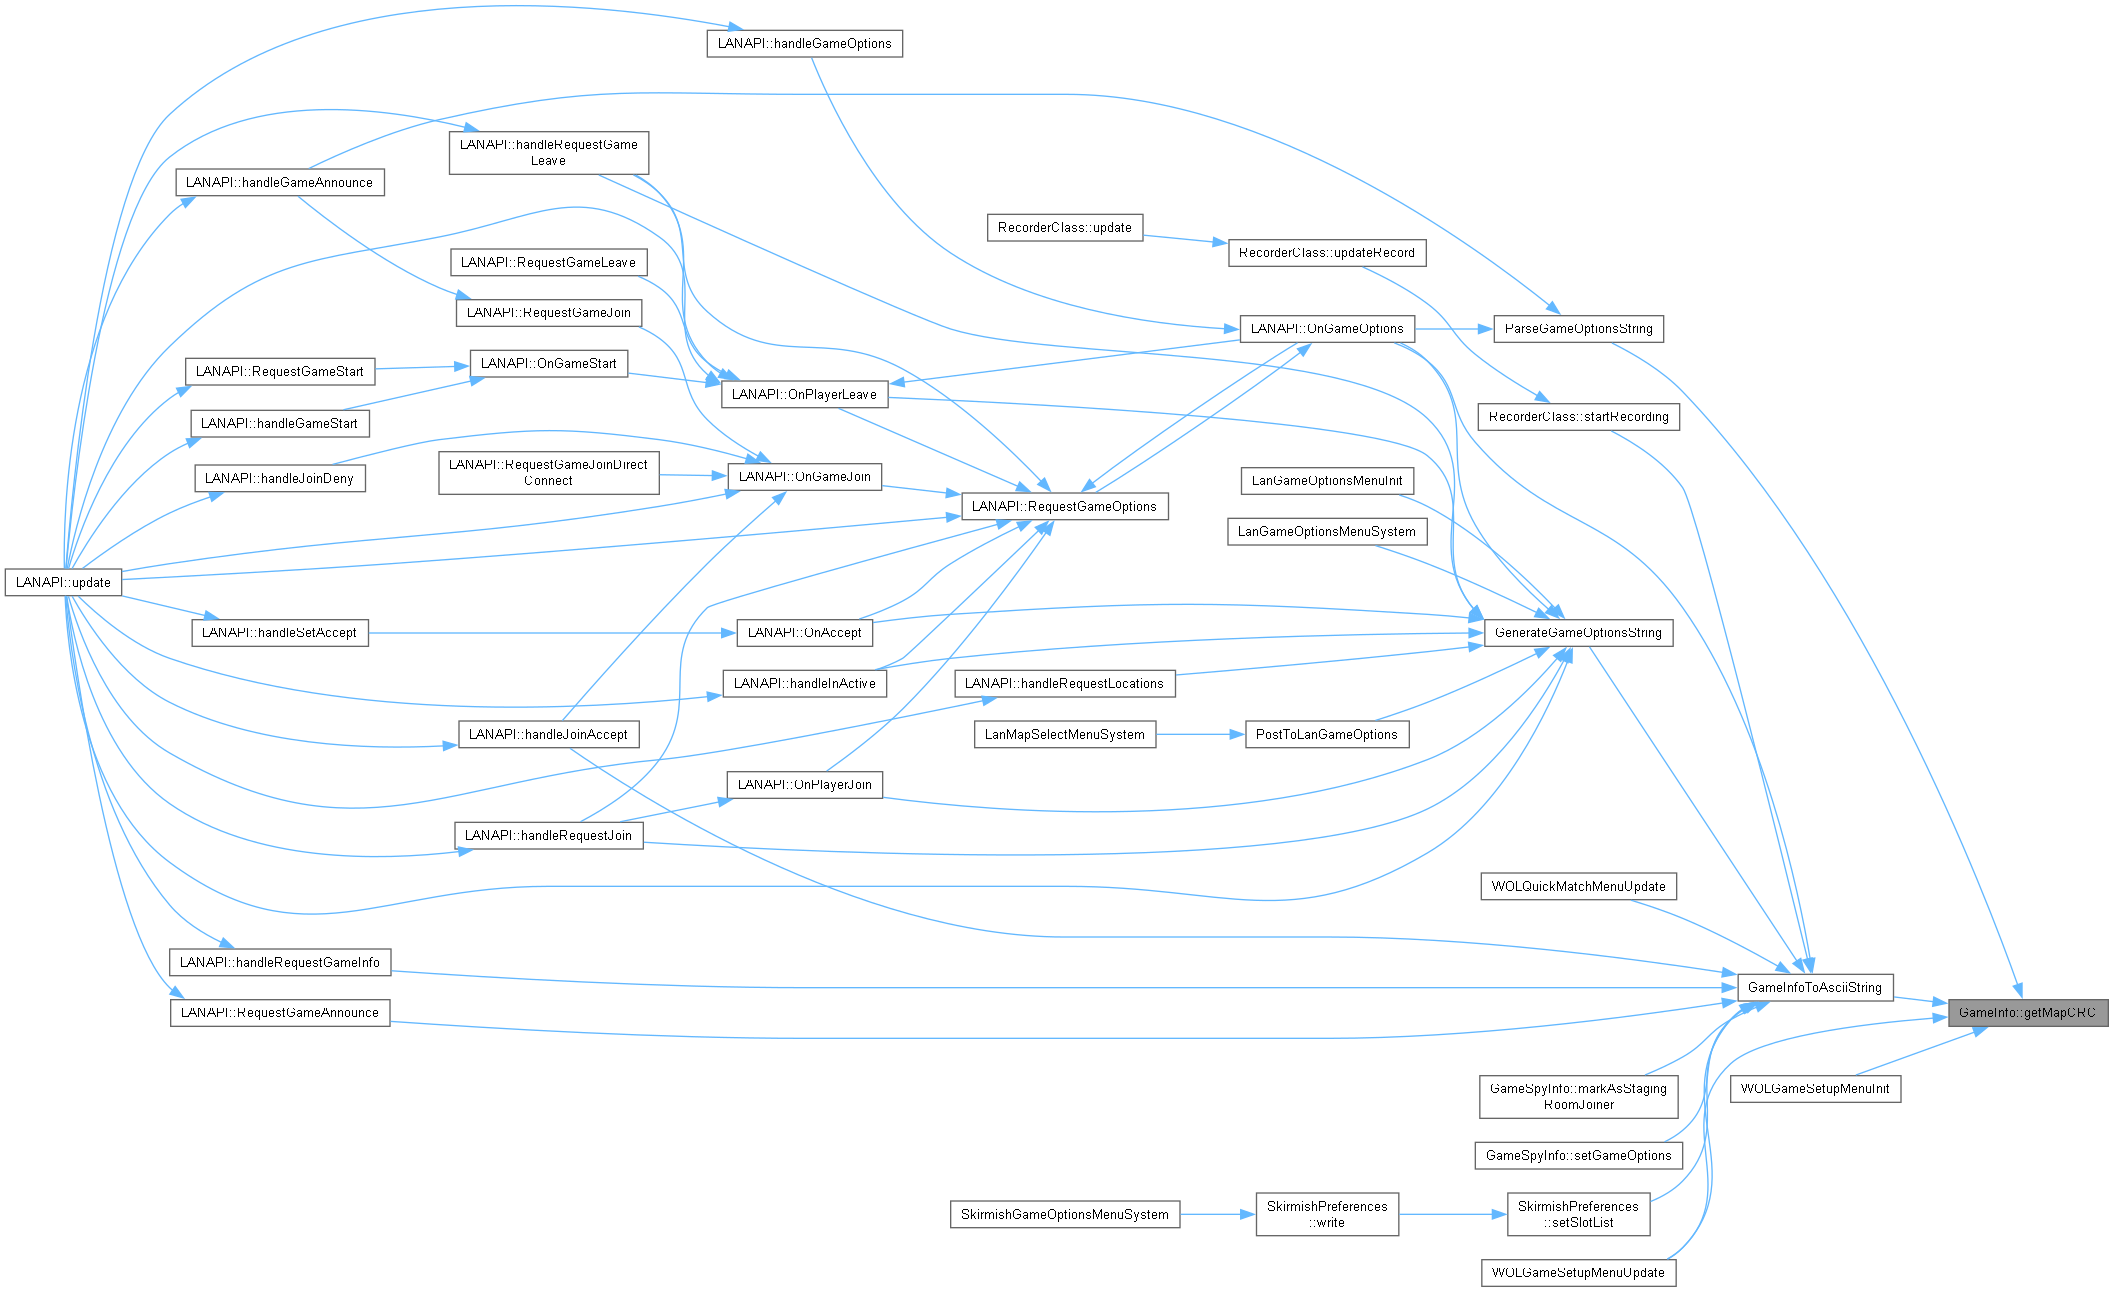 LANAPI::handleGameOptions
LANAPI::handleRequestGame
Leave
LANAPI::handleGameAnnounce
RecorderClass::update
RecorderClass::updateRecord
LANAPI::RequestGameLeave
LANAPI::RequestGameJoin
LANAPI::OnGameOptions
ParseGameOptionsString
LANAPI::RequestGameStart
LANAPI::OnGameStart
LANAPI::OnPlayerLeave
LANAPI::handleGameStart
RecorderClass::startRecording
LANAPI::handleJoinDeny
LANAPI::RequestGameJoinDirect
Connect
LANAPI::OnGameJoin
LanGameOptionsMenuInit
LANAPI::RequestGameOptions
LanGameOptionsMenuSystem
LANAPI::update
LANAPI::handleSetAccept
LANAPI::OnAccept
GenerateGameOptionsString
LANAPI::handleInActive
LANAPI::handleRequestLocations
LANAPI::handleJoinAccept
LanMapSelectMenuSystem
PostToLanGameOptions
LANAPI::OnPlayerJoin
LANAPI::handleRequestJoin
WOLQuickMatchMenuUpdate
LANAPI::handleRequestGameInfo
GameInfoToAsciiString
LANAPI::RequestGameAnnounce
GameInfo::getMapCRC
GameSpyInfo::markAsStaging
RoomJoiner
WOLGameSetupMenuInit
GameSpyInfo::setGameOptions
SkirmishGameOptionsMenuSystem
SkirmishPreferences
::write
SkirmishPreferences
::setSlotList
WOLGameSetupMenuUpdate